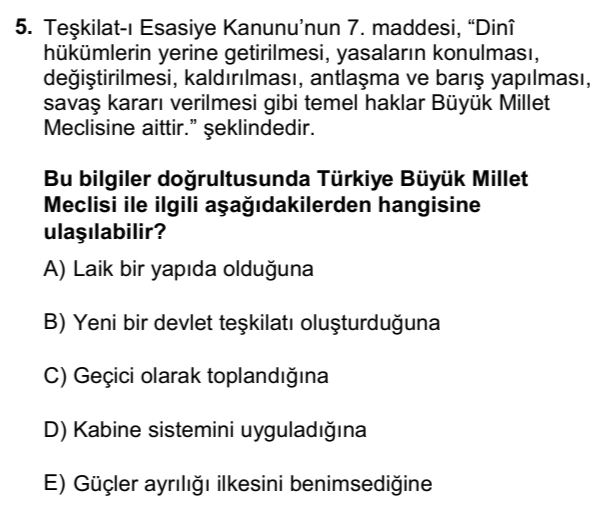 5. Teşkilat-ı Esasiye Kanunu’nun 7. maddesi, “Dinî
hükümlerin yerine getirilmesi, yasaların konulması,
değiştirilmesi, kaldırılması, antlaşma ve barış yapılması,
savaş kararı verilmesi gibi temel haklar Büyük Millet
Meclisine aittir.” şeklindedir.
Bu bilgiler doğrultusunda Türkiye Büyük Millet
Meclisi ile ilgili aşağıdakilerden hangisine
ulaşılabilir?
A) Laik bir yapıda olduğuna
B) Yeni bir devlet teşkilatı oluşturduğuna
C) Geçici olarak toplandığına
D) Kabine sistemini uyguladığına
E) Güçler ayrılığı ilkesini benimsediğine